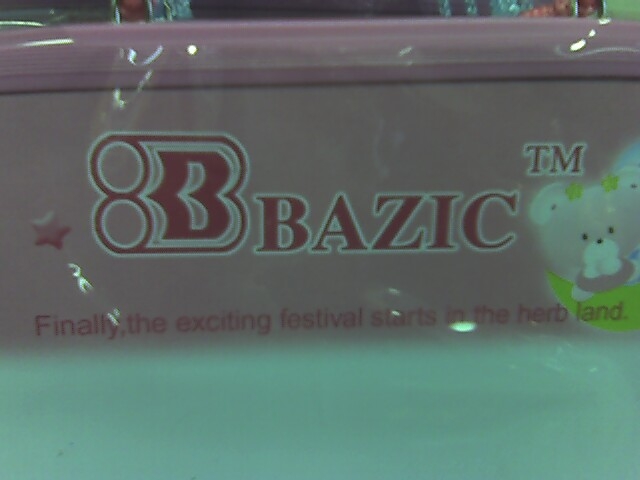 B BAZIC TM
Finally,the exciting festival starts in the herb land.